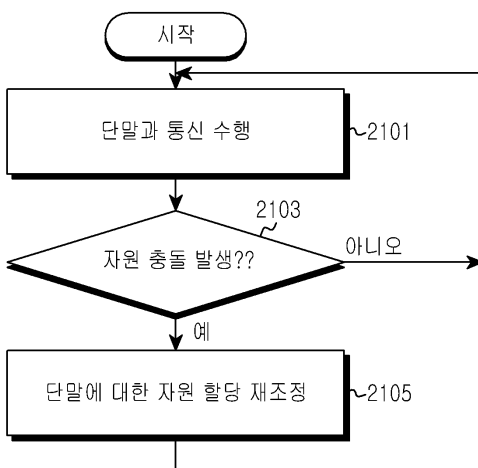 시작
단말과 통신 수행
2101
2103
자원 충돌 발생??
아니오
예
단말에 대한 자원 할당 재조정
2105